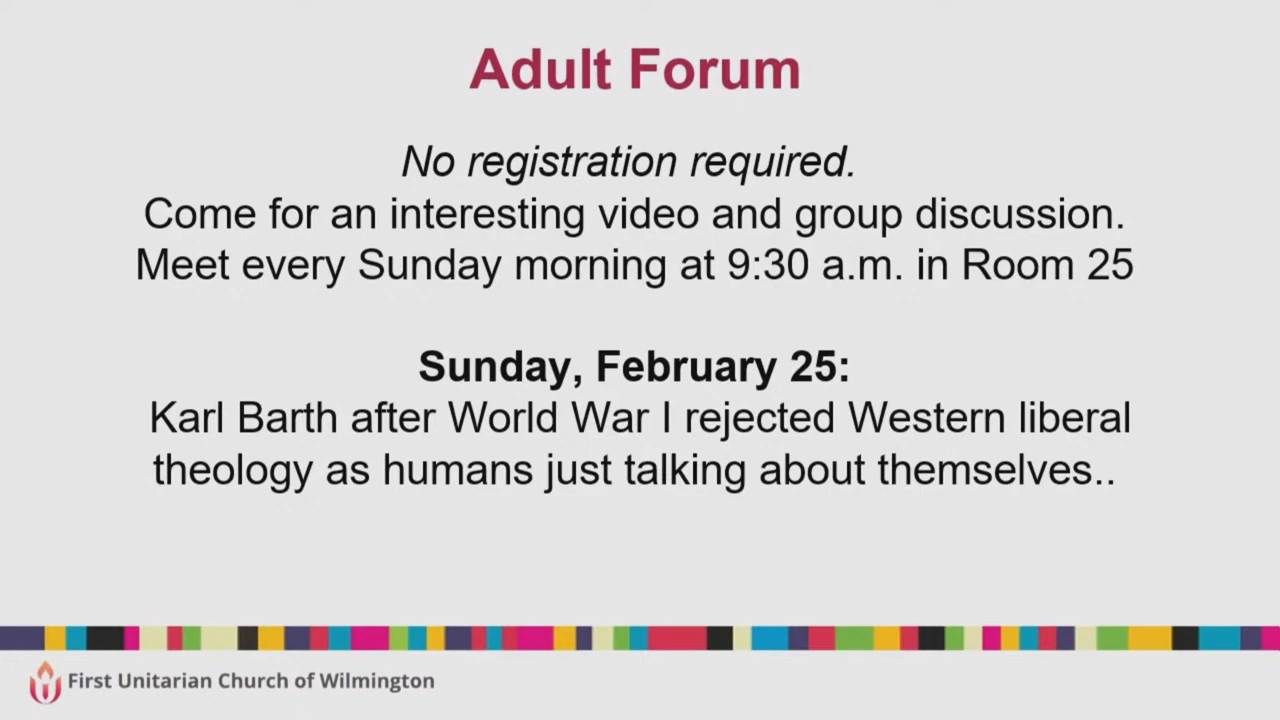 Adult Forum
No registration required.
Come for an interesting video and group discussion.
Meet every Sunday morning at 9:30 a.m. in Room 25
Sunday, February 25:
Karl Barth after World War I rejected Western liberal
theology as humans just talking about themselves..
First Unitarian Church of Wilmington